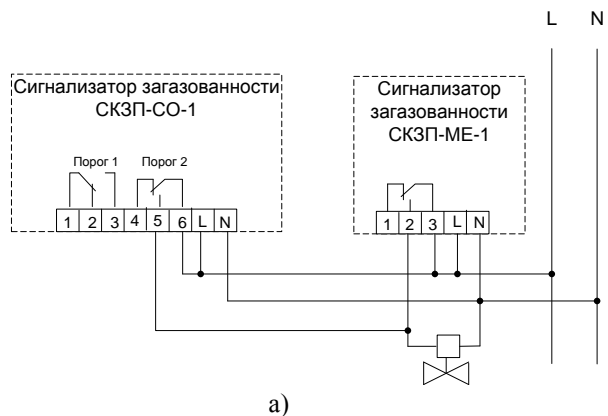 L N
Сигнализатор загазованности
СКЗП-СО-1
Порог 1 Порог 2
1 2 3 4 5 6 L N
Сигнализатор
загазованности
СКЗП-МЕ-1
1 2 3 L N
а)